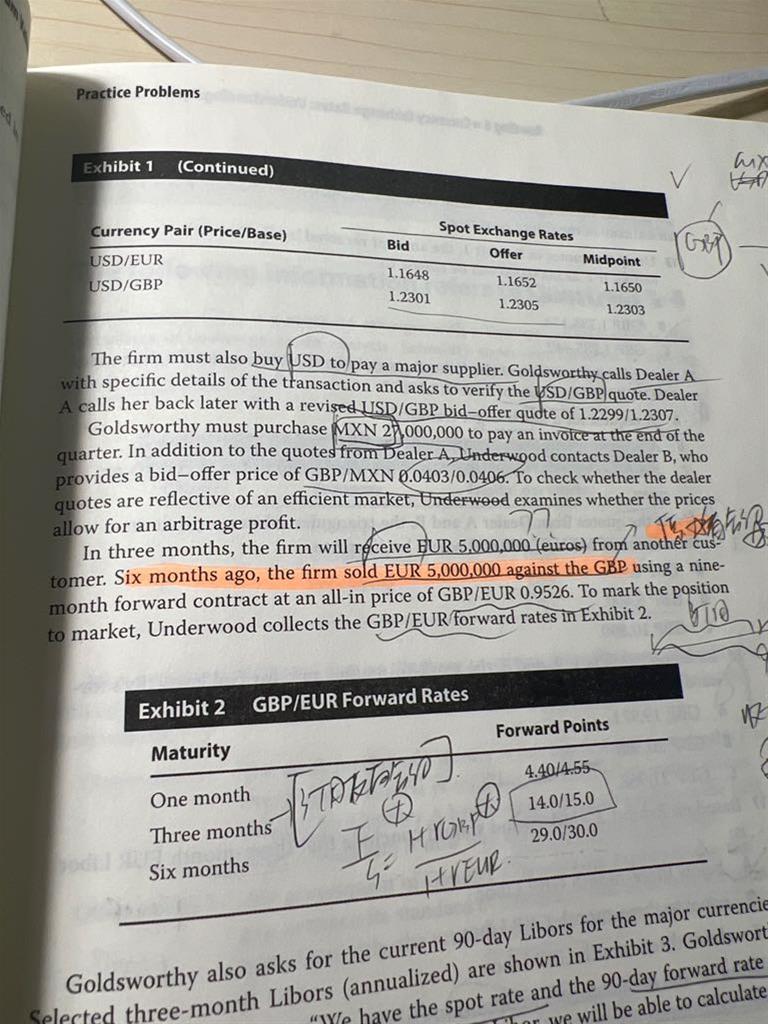 Practice Problems
Exhibit 1 (Continued)
Spot Exchange Rates
Currency Pair (Price/Base) Bid Offer Midpoint
USD/EUR 1.1648 1.1652 1.1650
USD/GBP 1.2301 1.2305 1.2303
GBP
The firm must also buy USD to pay a major supplier. Goldsworthy calls Dealer A
with specific details of the transaction and asks to verify the USD/GBP quote. Dealer
A calls her back later with a revised USD/GBP bid–offer quote of 1.2299/1.2307.
Goldsworthy must purchase MXN 27,000,000 to pay an invoice at the end of the
quarter. In addition to the quotes from Dealer A, Underwood contacts Dealer B, who
provides a bid–offer price of GBP/MXN 0.0403/0.0406. To check whether the dealer
quotes are reflective of an efficient market, Underwood examines whether the prices
allow for an arbitrage profit.
In three months, the firm will receive EUR 5,000,000 (euros) from another cus-
tomer. Six months ago, the firm sold EUR 5,000,000 against the GBP using a nine-
month forward contract at an all-in price of GBP/EUR 0.9526. To mark the position
to market, Underwood collects the GBP/EUR forward rates in Exhibit 2.
Exhibit 2 GBP/EUR Forward Rates
Maturity Forward Points
One month 4.40/4.55
Three months 14.0/15.0
Six months 29.0/30.0
F/S = 1+rGBP/1+rEUR
Goldsworthy also asks for the current 90-day Libors for the major currencie
Selected three-month Libors (annualized) are shown in Exhibit 3. Goldswort
"We have the spot rate and the 90-day forward rate
we will be able to calculate